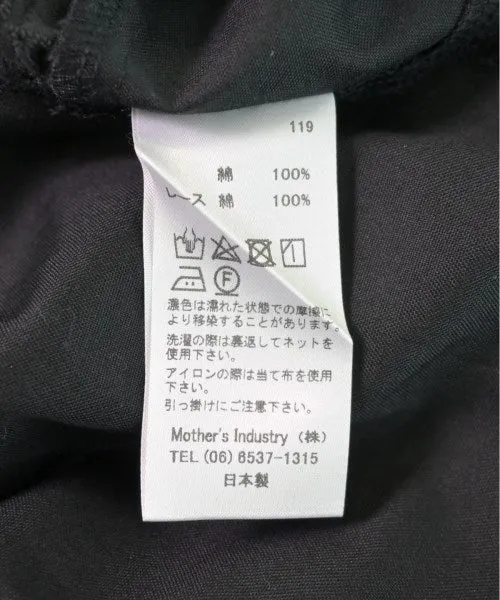 119
綿 100%
レース 綿 100%
F
濃色は濡れた状態での摩擦に
より移染することがあります。
洗濯の際は裏返してネットを
使用下さい。
アイロンの際は当て布を使用
下さい。
引っ掛けにご注意下さい。
Mother's Industry (株)
TEL (06) 6537-1315
日本製